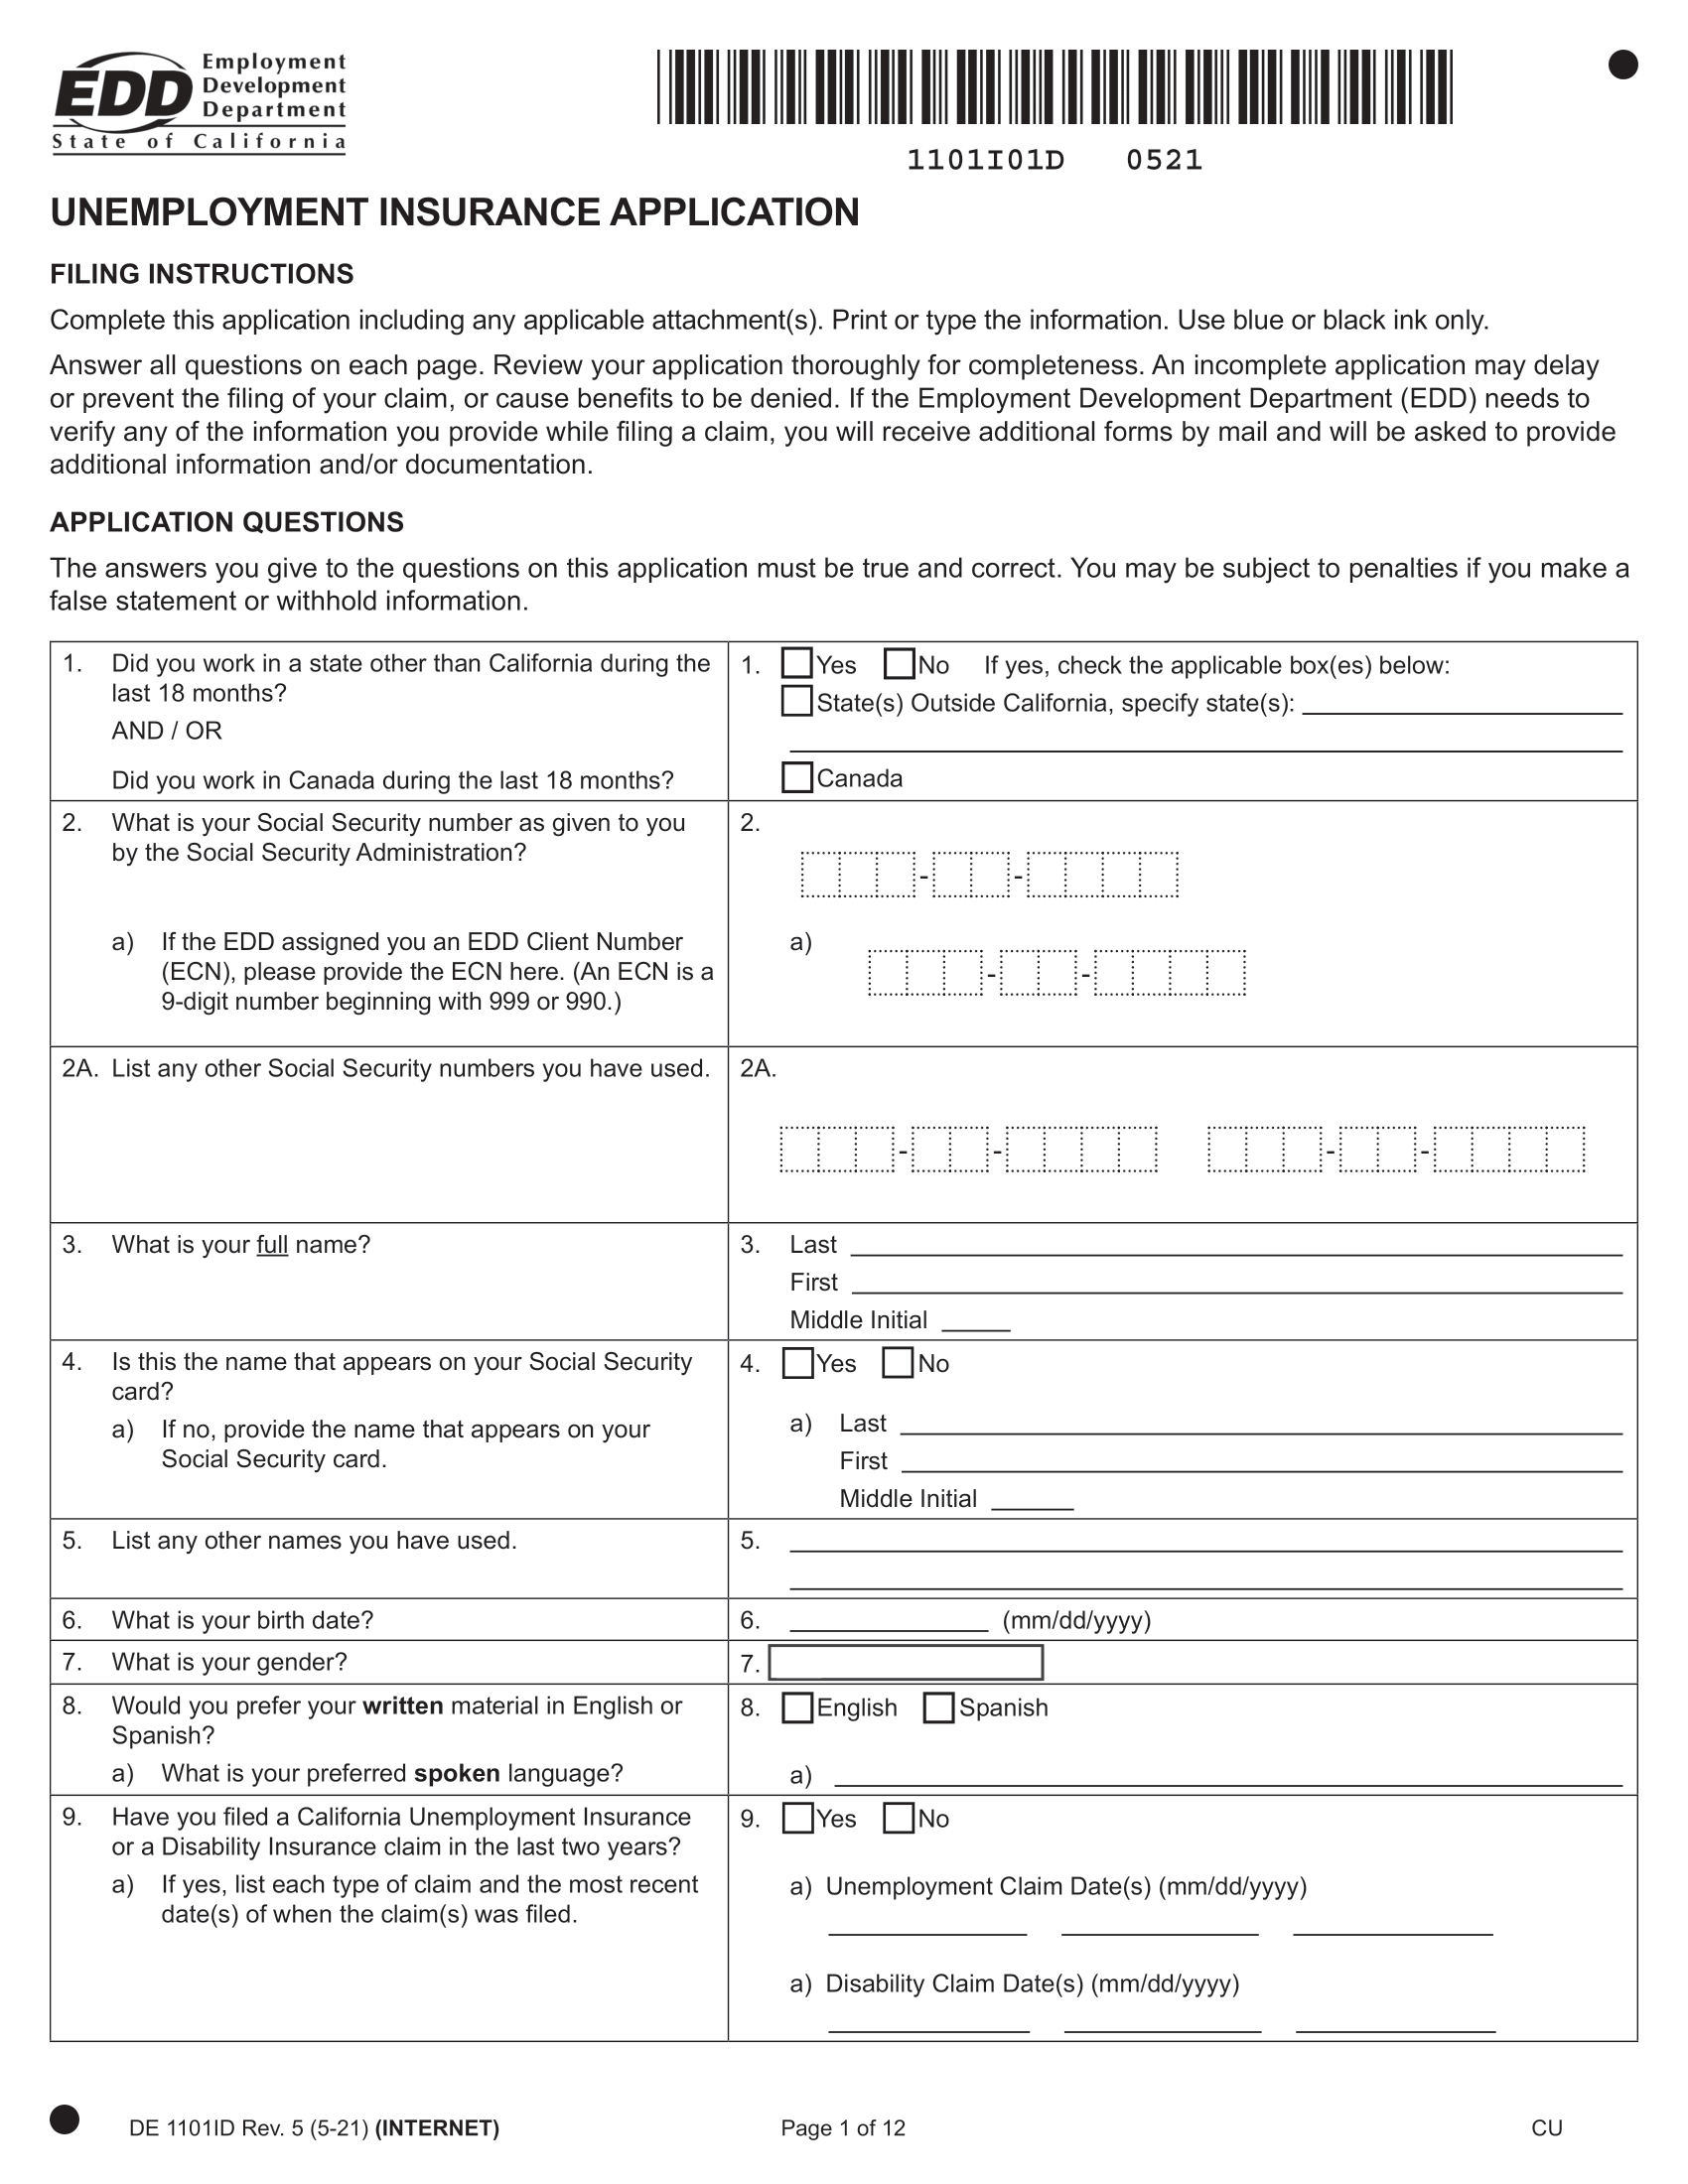 EDD Employment
Development
Department
State of California
1101I01D 0521
UNEMPLOYMENT INSURANCE APPLICATION
FILING INSTRUCTIONS
Complete this application including any applicable attachment(s). Print or type the information. Use blue or black ink only.
Answer all questions on each page. Review your application thoroughly for completeness. An incomplete application may delay
or prevent the filing of your claim, or cause benefits to be denied. If the Employment Development Department (EDD) needs to
verify any of the information you provide while filing a claim, you will receive additional forms by mail and will be asked to provide
additional information and/or documentation.
APPLICATION QUESTIONS
The answers you give to the questions on this application must be true and correct. You may be subject to penalties if you make a
false statement or withhold information.
1. Did you work in a state other than California during the
last 18 months?
AND / OR
Did you work in Canada during the last 18 months?
1. Yes No If yes, check the applicable box(es) below:
State(s) Outside California, specify state(s):
Canada
2. What is your Social Security number as given to you
by the Social Security Administration?
a) If the EDD assigned you an EDD Client Number
(ECN), please provide the ECN here. (An ECN is a
9-digit number beginning with 999 or 990.)
2.
- -
a) - -
2A. List any other Social Security numbers you have used.
2A.
- - - -
3. What is your full name?
3. Last
First
Middle Initial
4. Is this the name that appears on your Social Security
card?
a) If no, provide the name that appears on your
Social Security card.
4. Yes No
a) Last
First
Middle Initial
5. List any other names you have used.
5.
6. What is your birth date?
6. (mm/dd/yyyy)
7. What is your gender?
7.
8. Would you prefer your written material in English or
Spanish?
a) What is your preferred spoken language?
8. English Spanish
a)
9. Have you filed a California Unemployment Insurance
or a Disability Insurance claim in the last two years?
a) If yes, list each type of claim and the most recent
date(s) of when the claim(s) was filed.
9. Yes No
a) Unemployment Claim Date(s) (mm/dd/yyyy)
a) Disability Claim Date(s) (mm/dd/yyyy)
DE 1101ID Rev. 5 (5-21) (INTERNET) Page 1 of 12 CU